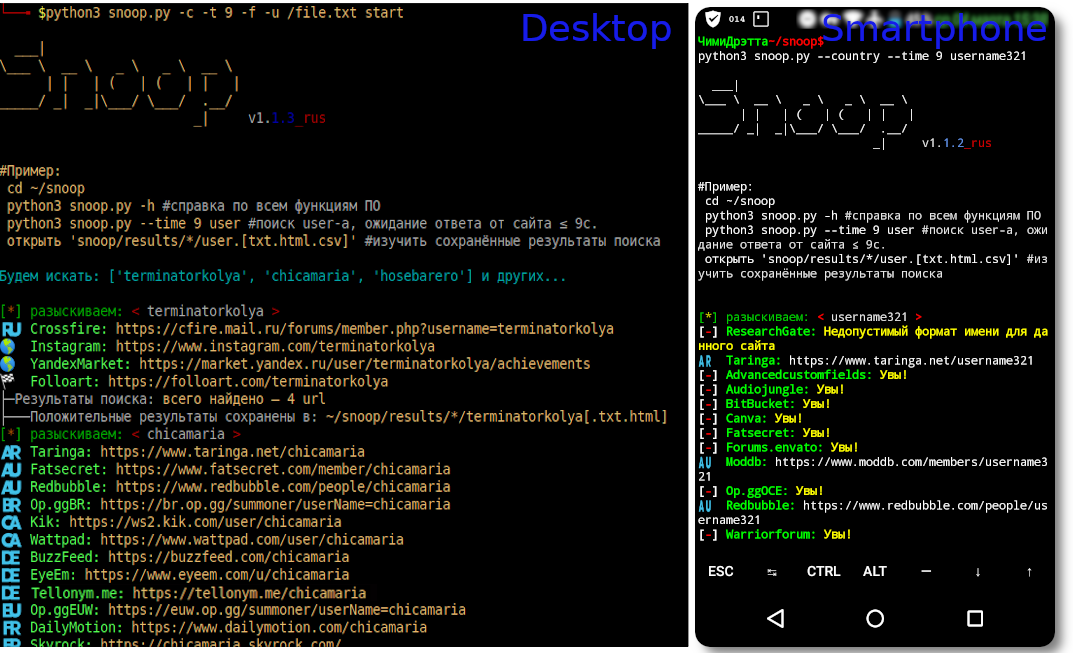 $python3 snoop.py -c -t 9 -f -u /file.txt start
Desktop
v1.1.3_rus
#Пример:
cd ~/snoop
python3 snoop.py -h #справка по всем функциям ПО
python3 snoop.py --time 9 user #поиск user-a, ожидание ответа от сайта ≤ 9с.
открыть 'snoop/results/*/user.[txt.html.csv]' #изучить сохранённые результаты поиска
Будем искать: ['terminatorkolya', 'chicamaria', 'hosebarero'] и других...
[*] разыскиваем: < terminatorkolya >
RU Crossfire: https://cfire.mail.ru/forums/member.php?username=terminatorkolya
Instagram: https://www.instagram.com/terminatorkolya
YandexMarket: https://market.yandex.ru/user/terminatorkolya/achievements
Folloart: https://folloart.com/terminatorkolya
├─Результаты поиска: всего найдено — 4 url
├───Положительные результаты сохранены в: ~/snoop/results/*/terminatorkolya[.txt.html]
[*] разыскиваем: < chicamaria >
AR Taringa: https://www.taringa.net/chicamaria
AU Fatsecret: https://www.fatsecret.com/member/chicamaria
AU Redbubble: https://www.redbubble.com/people/chicamaria
BR Op.ggBR: https://br.op.gg/summoner/userName=chicamaria
CA Kik: https://ws2.kik.com/user/chicamaria
CA Wattpad: https://www.wattpad.com/user/chicamaria
DE BuzzFeed: https://buzzfeed.com/chicamaria
DE EyeEm: https://www.eyeem.com/u/chicamaria
DE Tellonym.me: https://tellonym.me/chicamaria
EU Op.ggEUW: https://euw.op.gg/summoner/userName=chicamaria
FR DailyMotion: https://www.dailymotion.com/chicamaria
FR Skyrock: https://chicamaria.skyrock.com/
014
Smartphone
ЧимиДрэтта~/snoop$
python3 snoop.py --country --time 9 username321
v1.1.2_rus
#Пример:
cd ~/snoop
python3 snoop.py -h #справка по всем функциям ПО
python3 snoop.py --time 9 user #поиск user-a, ожи
дание ответа от сайта ≤ 9с.
открыть 'snoop/results/*/user.[txt.html.csv]' #из
учить сохранённые результаты поиска
[*] разыскиваем: < username321 >
[-] ResearchGate: Недопустимый формат имени для да
нного сайта
AR Taringa: https://www.taringa.net/username321
[-] Advancedcustomfields: Увы!
[-] Audiojungle: Увы!
[-] BitBucket: Увы!
[-] Canva: Увы!
[-] Fatsecret: Увы!
[-] Forums.envato: Увы!
AU Moddb: https://www.moddb.com/members/username3
21
[-] Op.ggOCE: Увы!
AU Redbubble: https://www.redbubble.com/people/us
ername321
[-] Warriorforum: Увы!
ESC ⇆ CTRL ALT — ↓ ↑